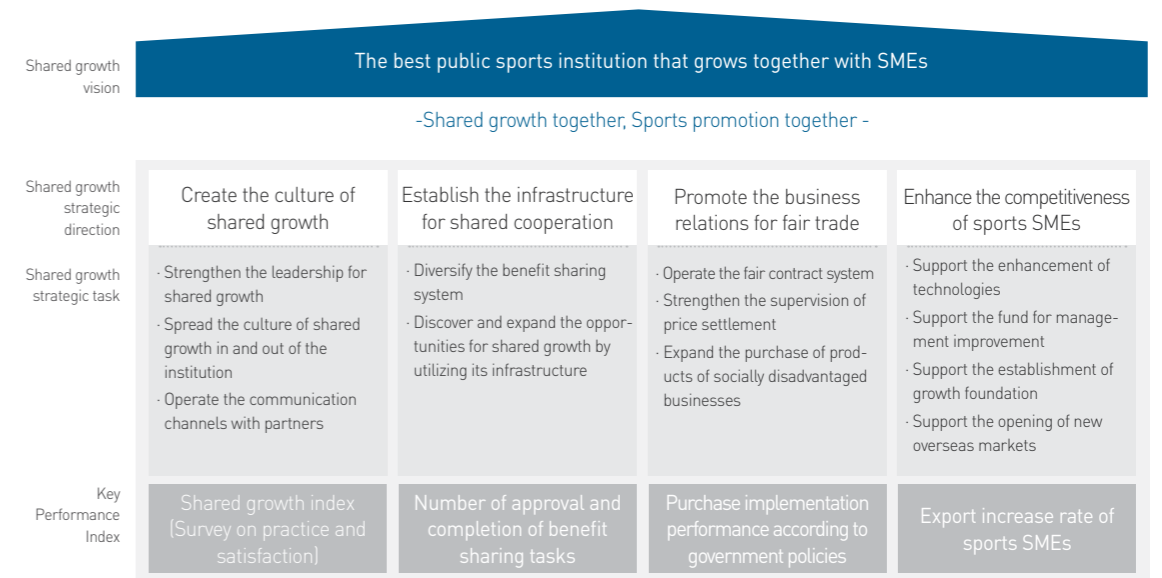 Shared growth
vision
The best public sports institution that grows together with SMEs
-Shared growth together, Sports promotion together -
Shared growth
strategic
direction
Create the culture of
shared growth
Establish the infrastructure
for shared cooperation
Promote the business
relations for fair trade
Enhance the competitiveness
of sports SMEs
Shared growth
strategic task
· Strengthen the leadership for
shared growth
· Spread the culture of shared
growth in and out of the
institution
· Operate the communication
channels with partners
· Diversify the benefit sharing
system
· Discover and expand the oppor-
tunities for shared growth by
utilizing its infrastructure
· Operate the fair contract system
· Strengthen the supervision of
price settlement
· Expand the purchase of prod-
ucts of socially disadvantaged
businesses
· Support the enhancement of
technologies
· Support the fund for manage-
ment improvement
· Support the establishment of
growth foundation
· Support the opening of new
overseas markets
Key
Performance
Index
Shared growth index
(Survey on practice and
satisfaction)
Number of approval and
completion of benefit
sharing tasks
Purchase implementation
performance according to
government policies
Export increase rate of
sports SMEs